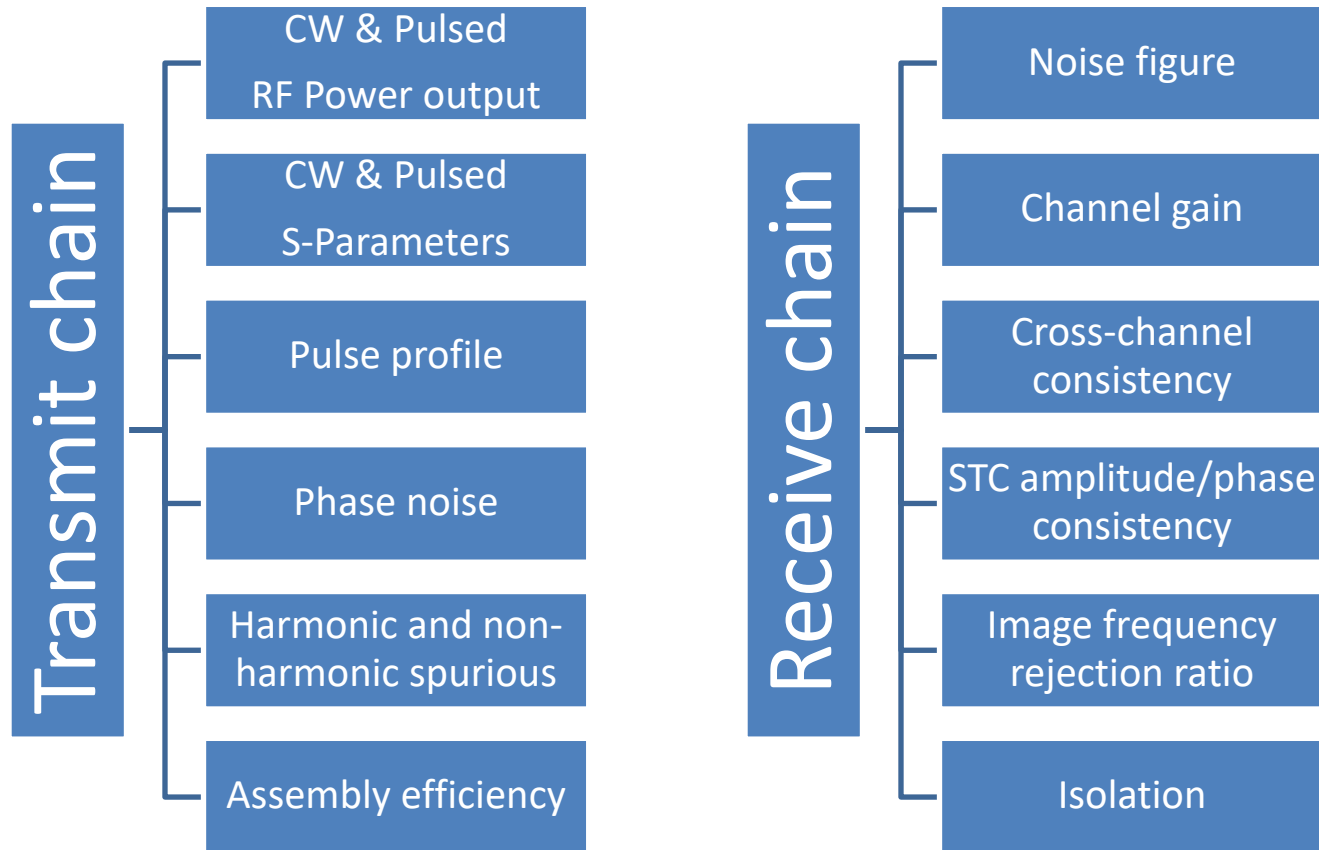 Transmit chain
CW & Pulsed
RF Power output
CW & Pulsed
S-Parameters
Pulse profile
Phase noise
Harmonic and non-
harmonic spurious
Assembly efficiency
Receive chain
Noise figure
Channel gain
Cross-channel
consistency
STC amplitude/phase
consistency
Image frequency
rejection ratio
Isolation